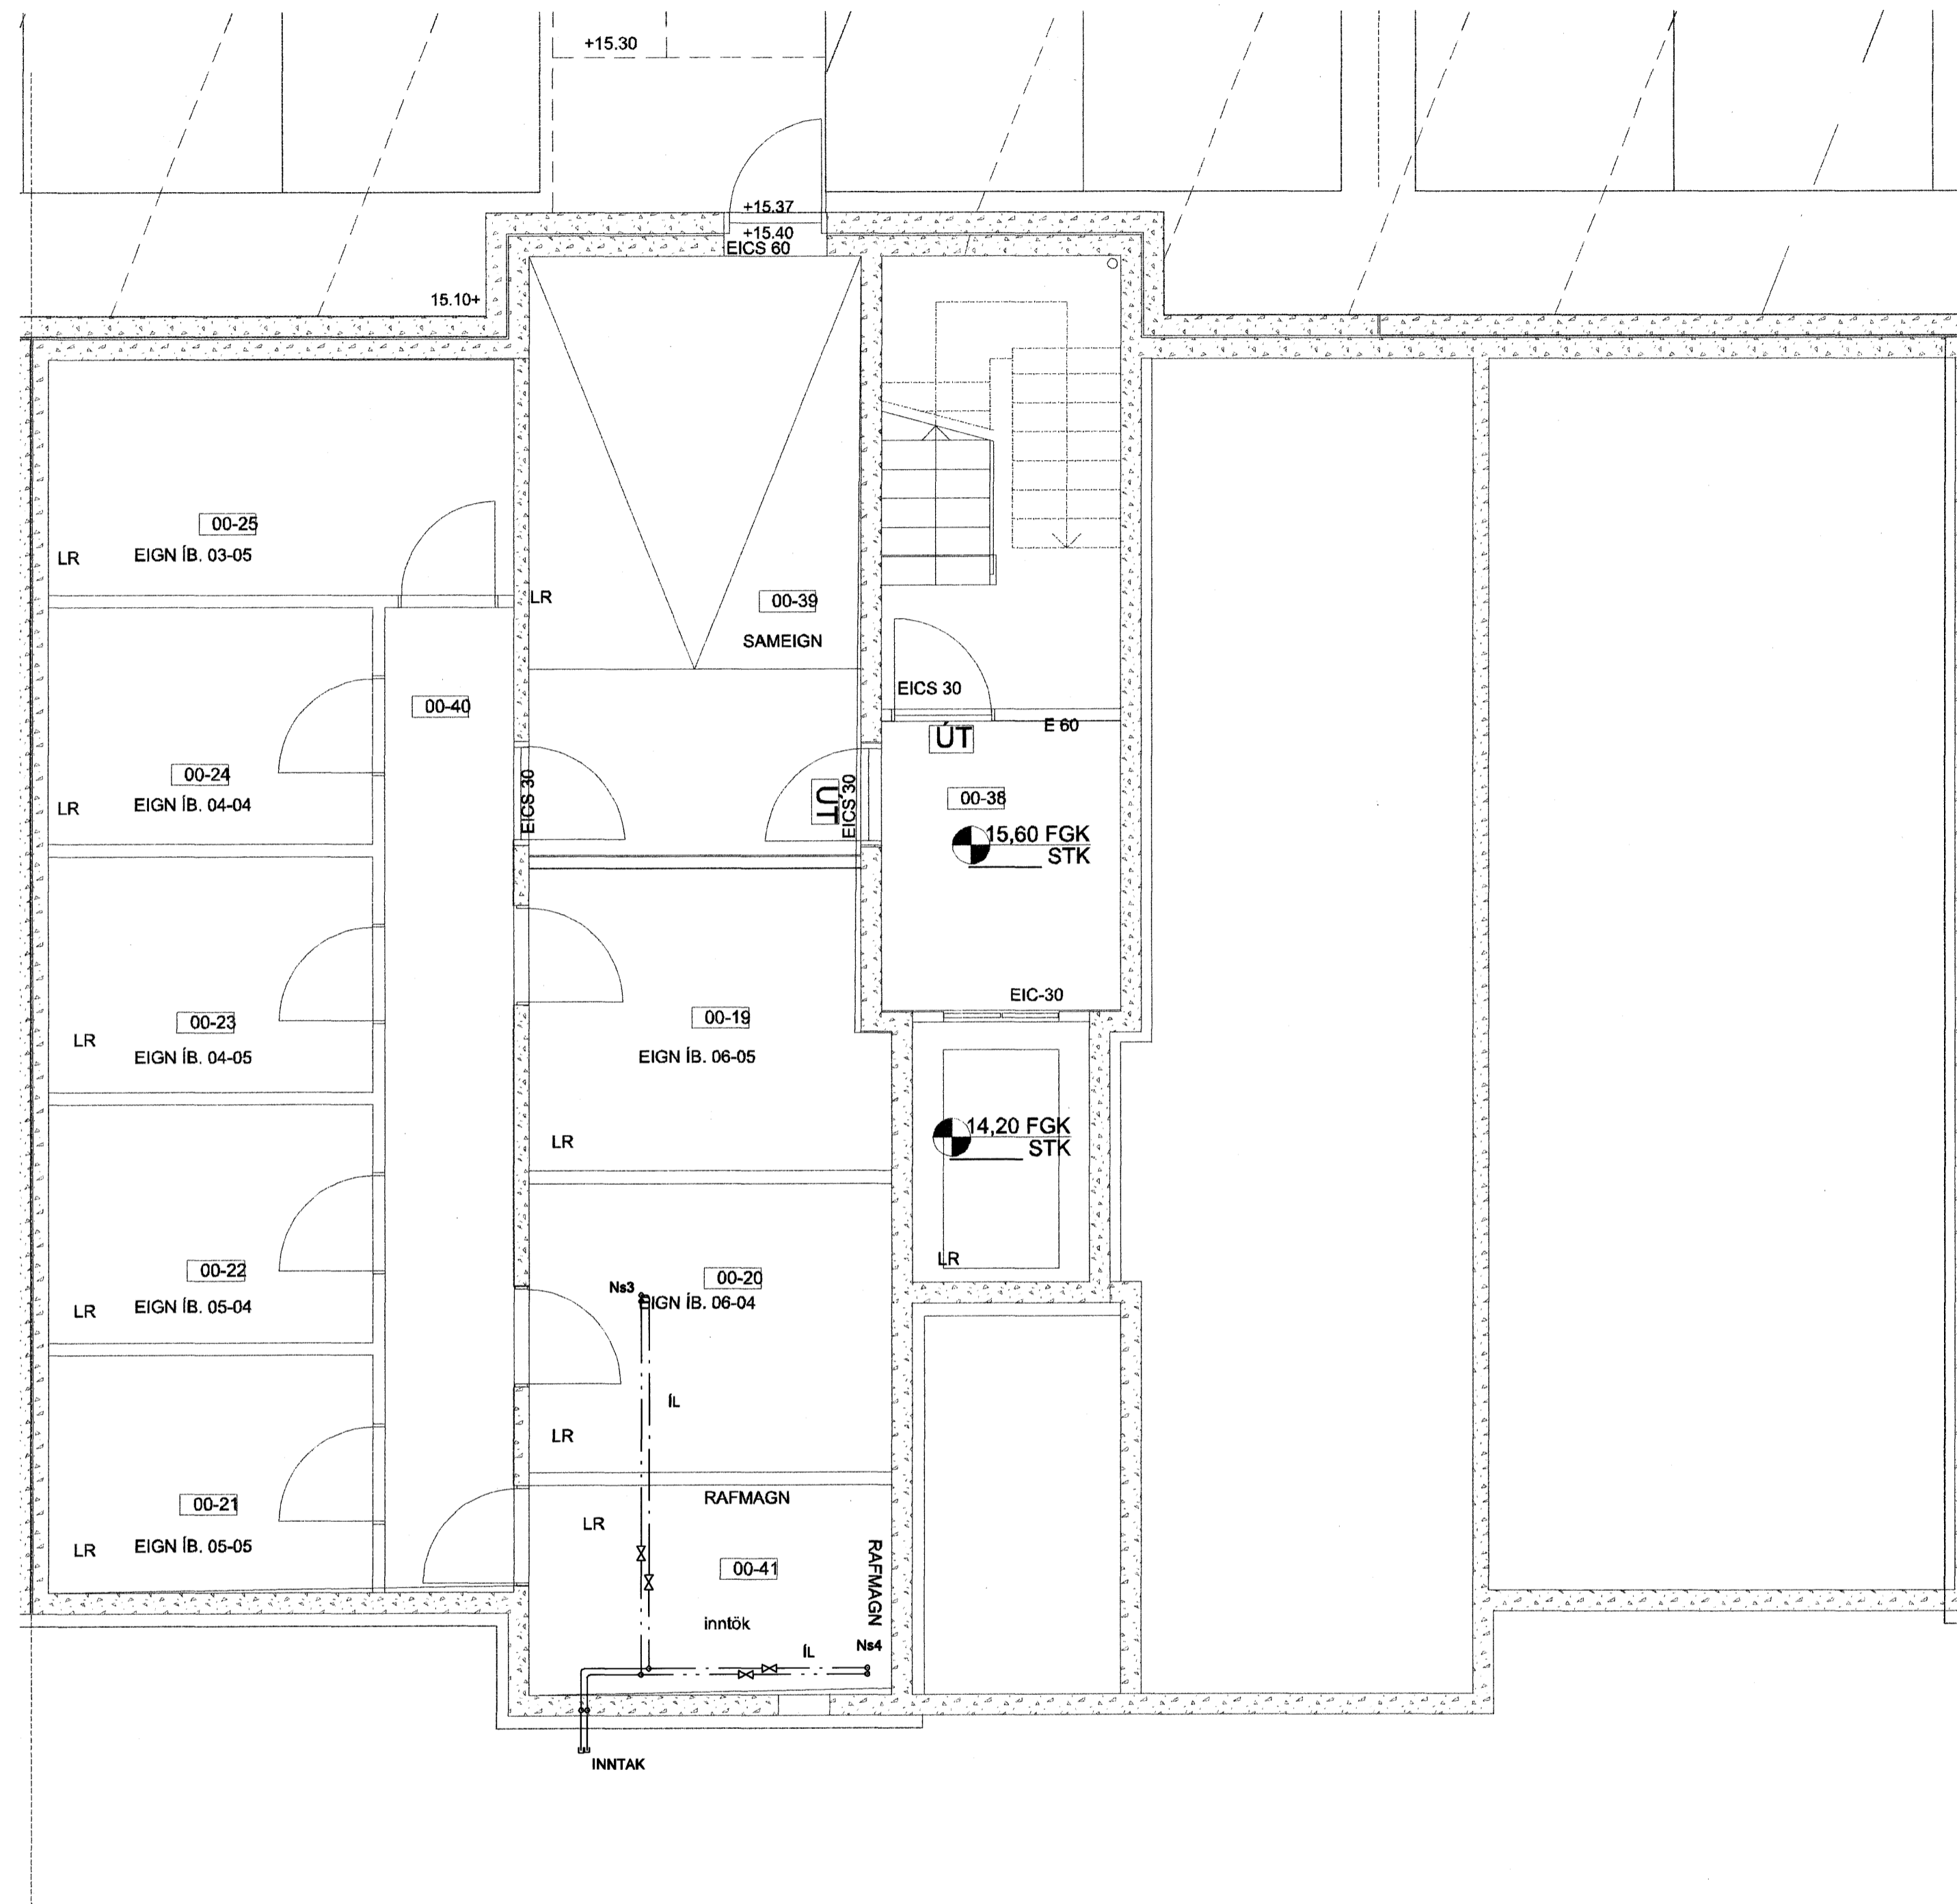 +15.30
+15.37
+15.40
EICS 60
15.10+
00-25
EIGN ÍB. 03-05
LR
LR
00-39
SAMEIGN
EICS 30
E 60
ÚT
00-40
00-24
EIGN ÍB. 04-04
LR
EICS 30
ÚT
EICS 30
00-38
15,60 FGK
STK
EIC-30
00-23
EIGN ÍB. 04-05
LR
00-19
EIGN ÍB. 06-05
LR
14,20 FGK
STK
LR
00-22
EIGN ÍB. 05-04
LR
Ns3
00-20
EIGN ÍB. 06-04
ÍL
LR
00-21
EIGN ÍB. 05-05
LR
RAFMAGN
LR
00-41
RAFMAGN
inntök
ÍL
Ns4
INNTAK